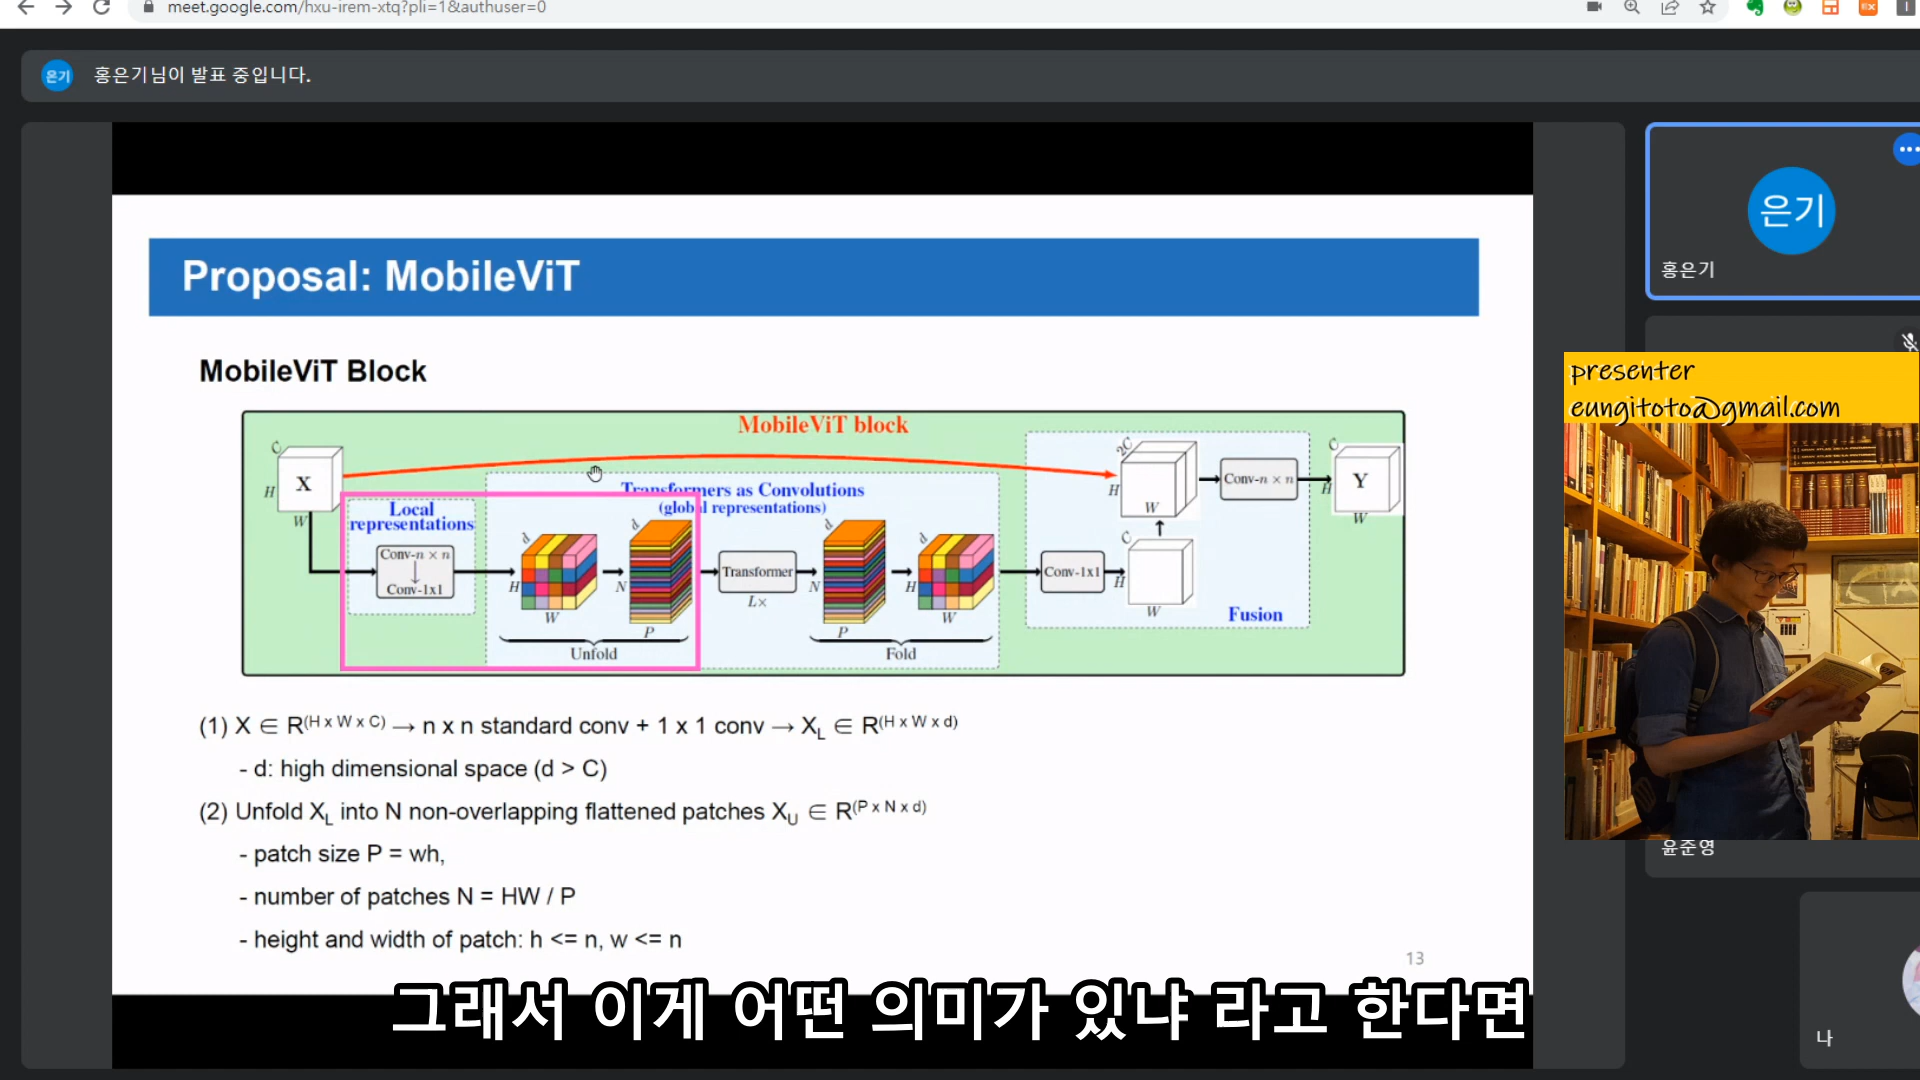 meet.google.com/hxu-irem-xtq?pli=1&authuser=0
은기 홍은기님이 발표 중입니다.
Proposal: MobileViT
MobileViT Block
MobileViT block
C
X
H
W
Local
representations
Conv-n × n
Conv-1x1
Transformers as Convolutions
(global representations)
d
H
W
d
N
P
Unfold
Transformer
L×
d
N
P
d
H
W
Fold
Conv-1x1
C
H
W
2C
H
W
Conv-n × n
Fusion
C
H
Y
W
(1) X ∈ R(H x W x C) → n x n standard conv + 1 x 1 conv → XL ∈ R(H x W x d)
- d: high dimensional space (d > C)
(2) Unfold XL into N non-overlapping flattened patches XU ∈ R(P x N x d)
- patch size P = wh,
- number of patches N = HW / P
- height and width of patch: h <= n, w <= n
13
그래서 이게 어떤 의미가 있냐 라고 한다면
은기
홍은기
presenter
eungitoto@gmail.com
윤준영
나